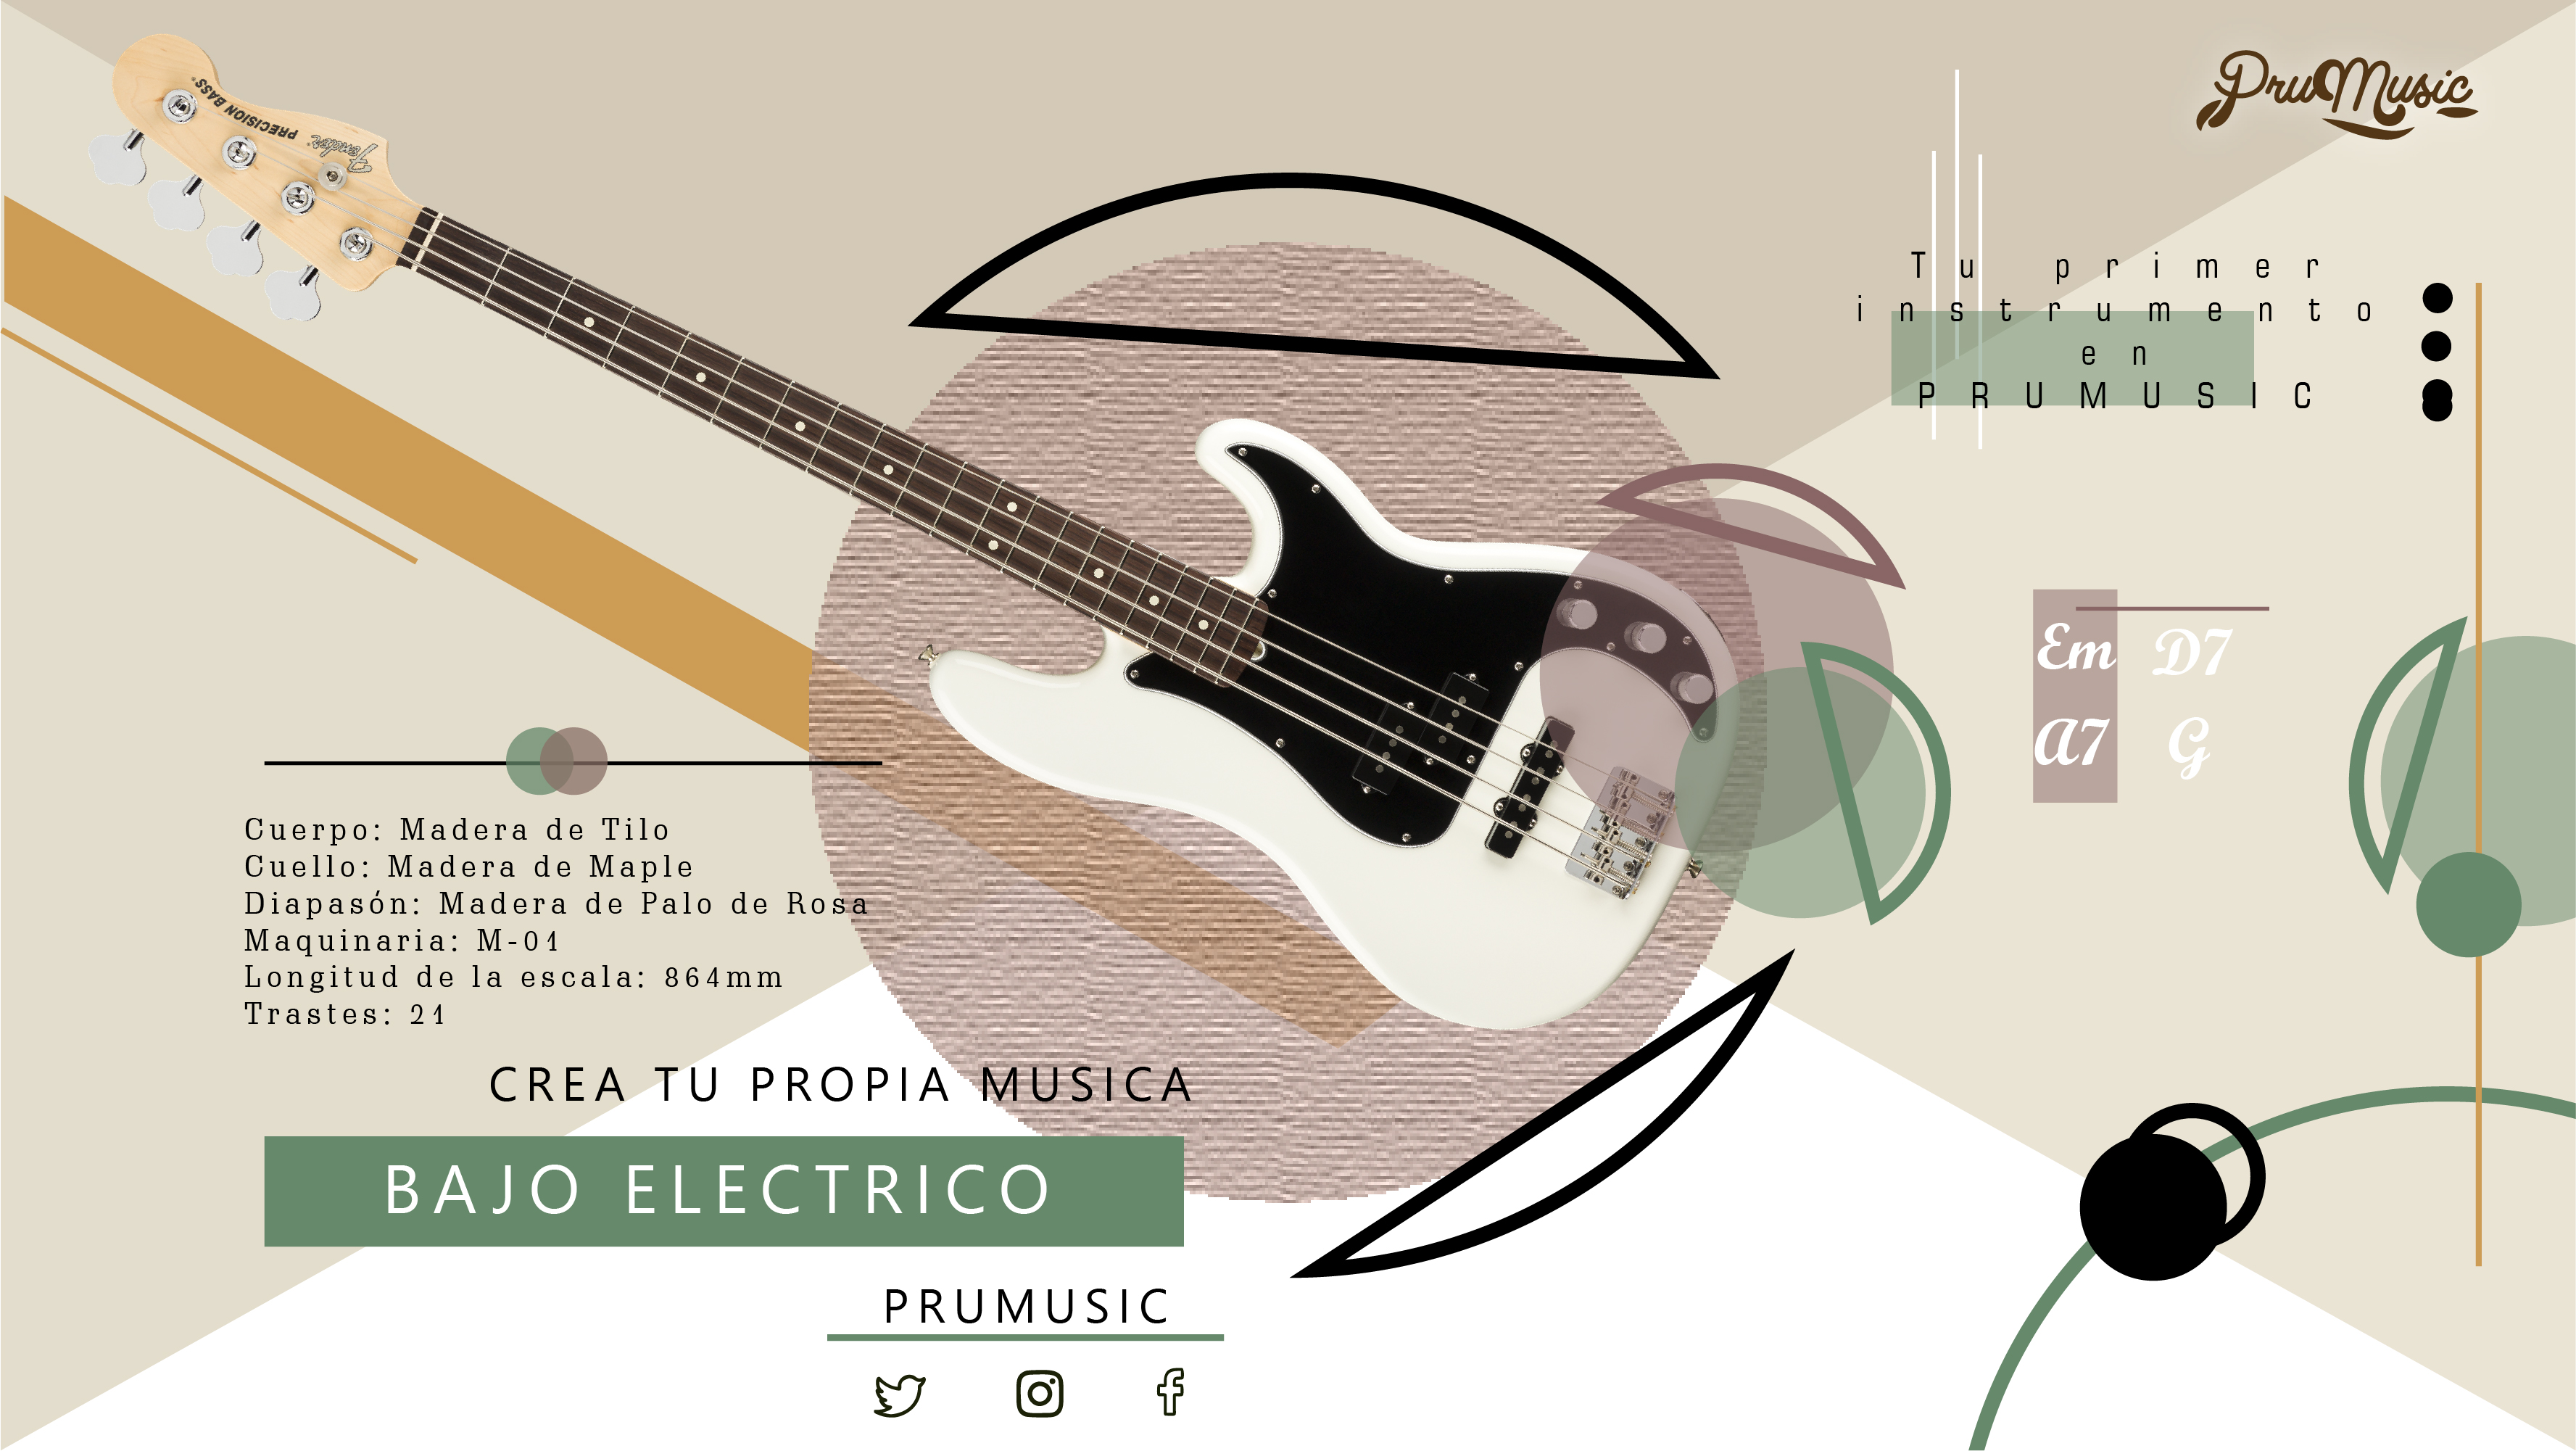 PRECISION BASS
Fender
PruMusic
Tu primer
instrumento
en
PRUMUSIC
Em D7
A7 G
Cuerpo: Madera de Tilo
Cuello: Madera de Maple
Diapasón: Madera de Palo de Rosa
Maquinaria: M-01
Longitud de la escala: 864mm
Trastes: 21
CREA TU PROPIA MUSICA
BAJO ELECTRICO
PRUMUSIC